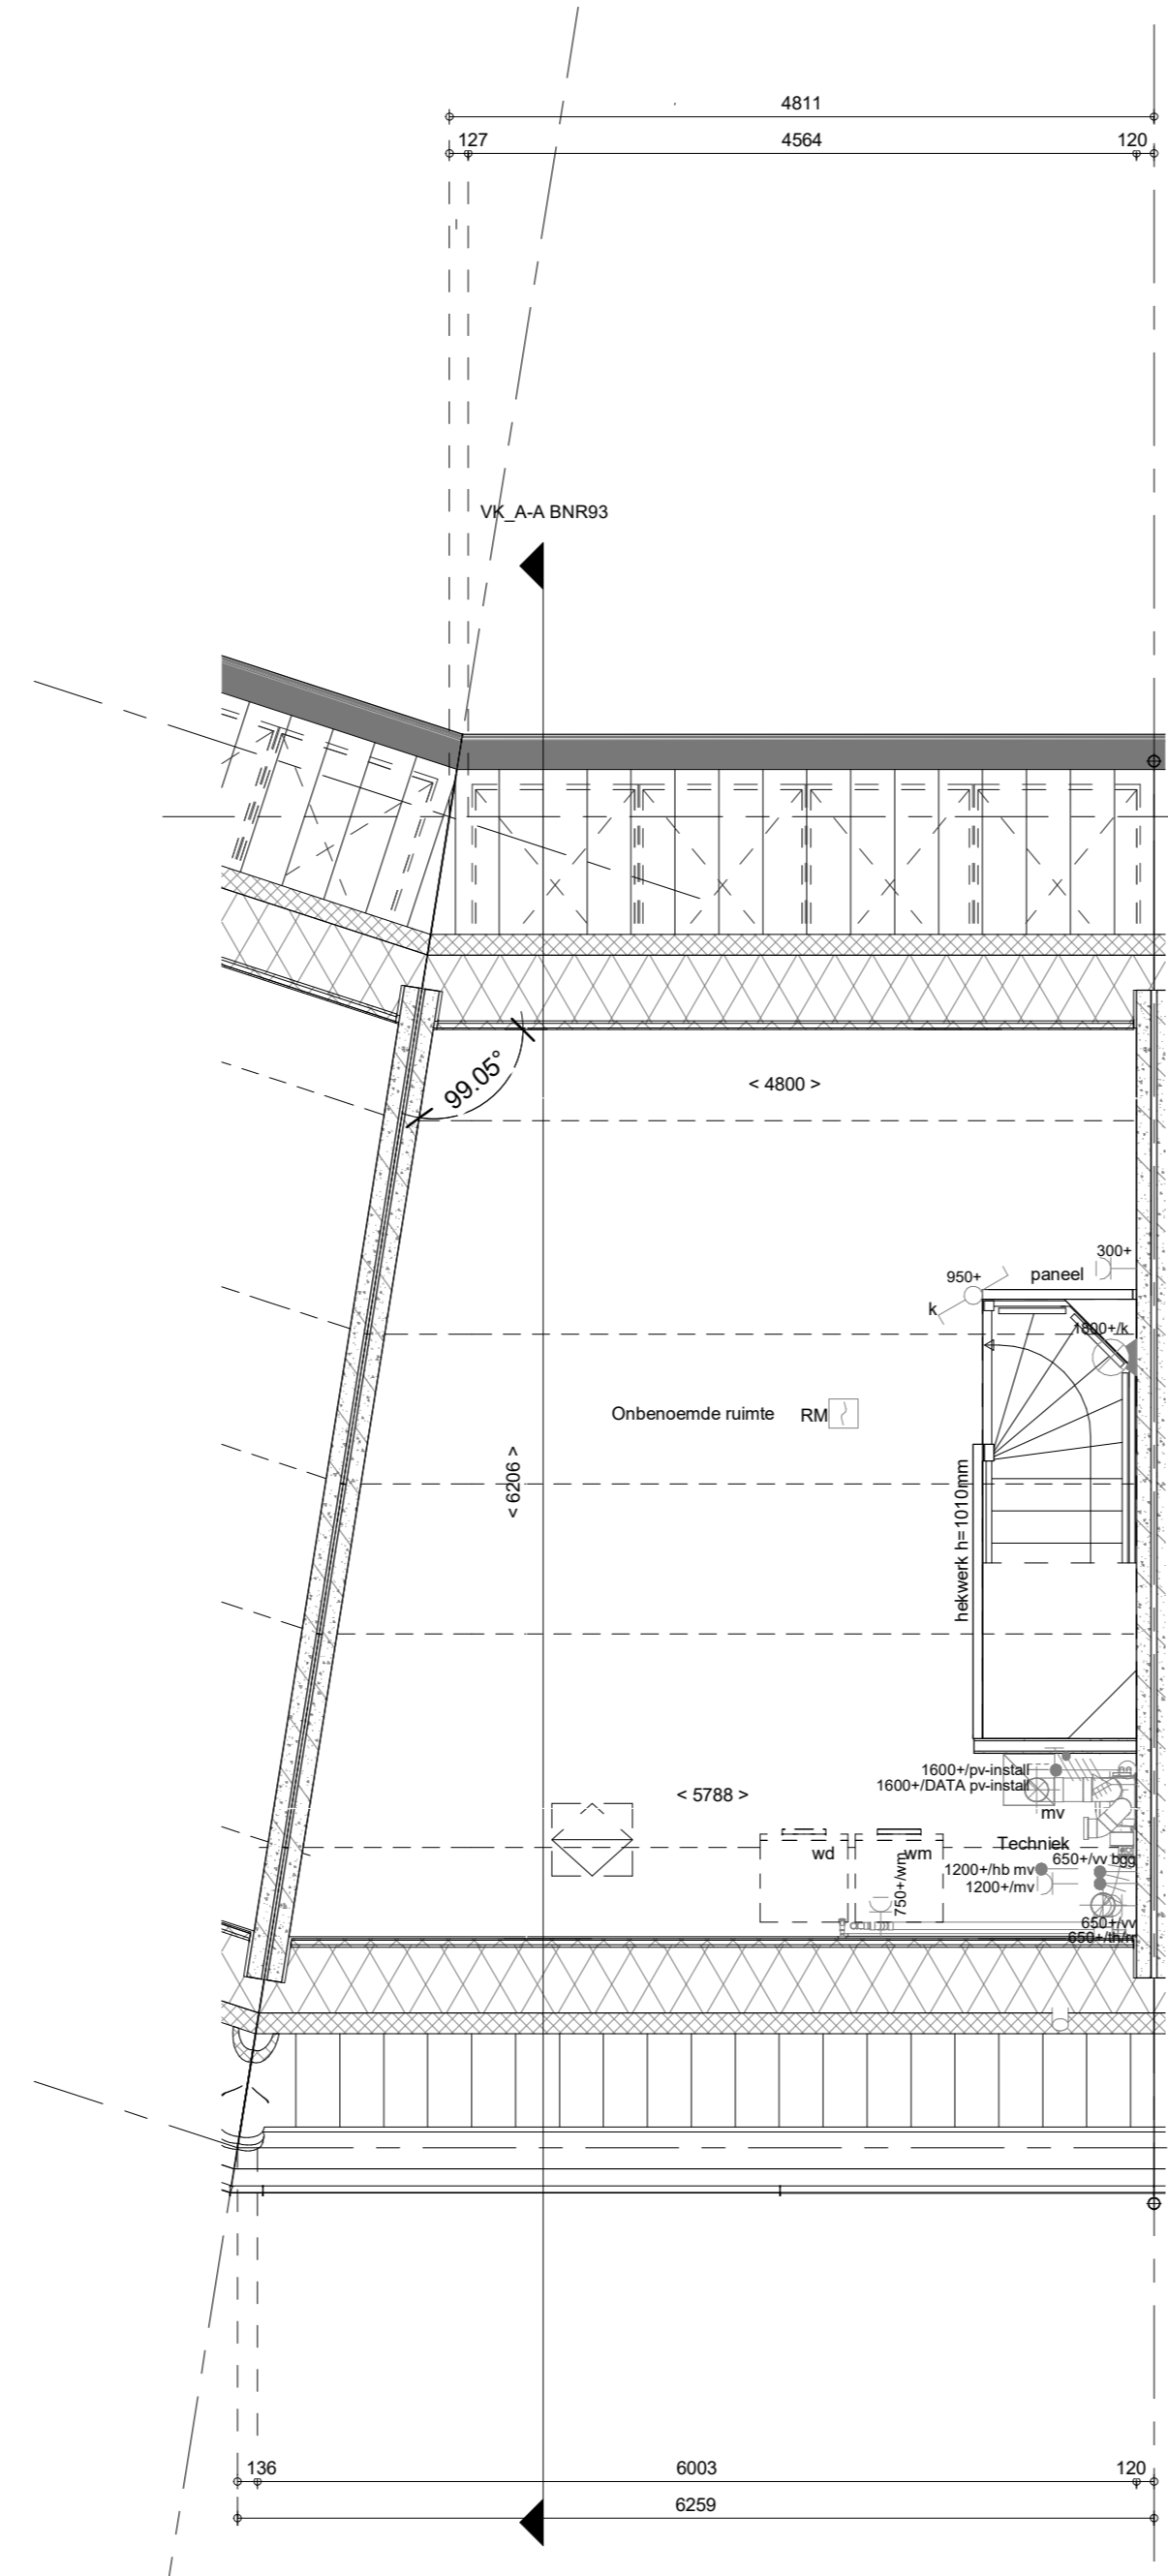 4811
127 4564 120
VK_A-A BNR93
99.05°
< 4800 >
300+
950+ paneel
k
1800+/k
Onbenoemde ruimte RM
< 6206 >
hekwerk h=1010mm
1600+/pv-install
1600+/DATA pv-install
< 5788 >
mv
Techniek
wd wm
650+/vv bgg
1200+/hb mv
1200+/mv
750+/wm
650+/vv
136 6003 120
6259